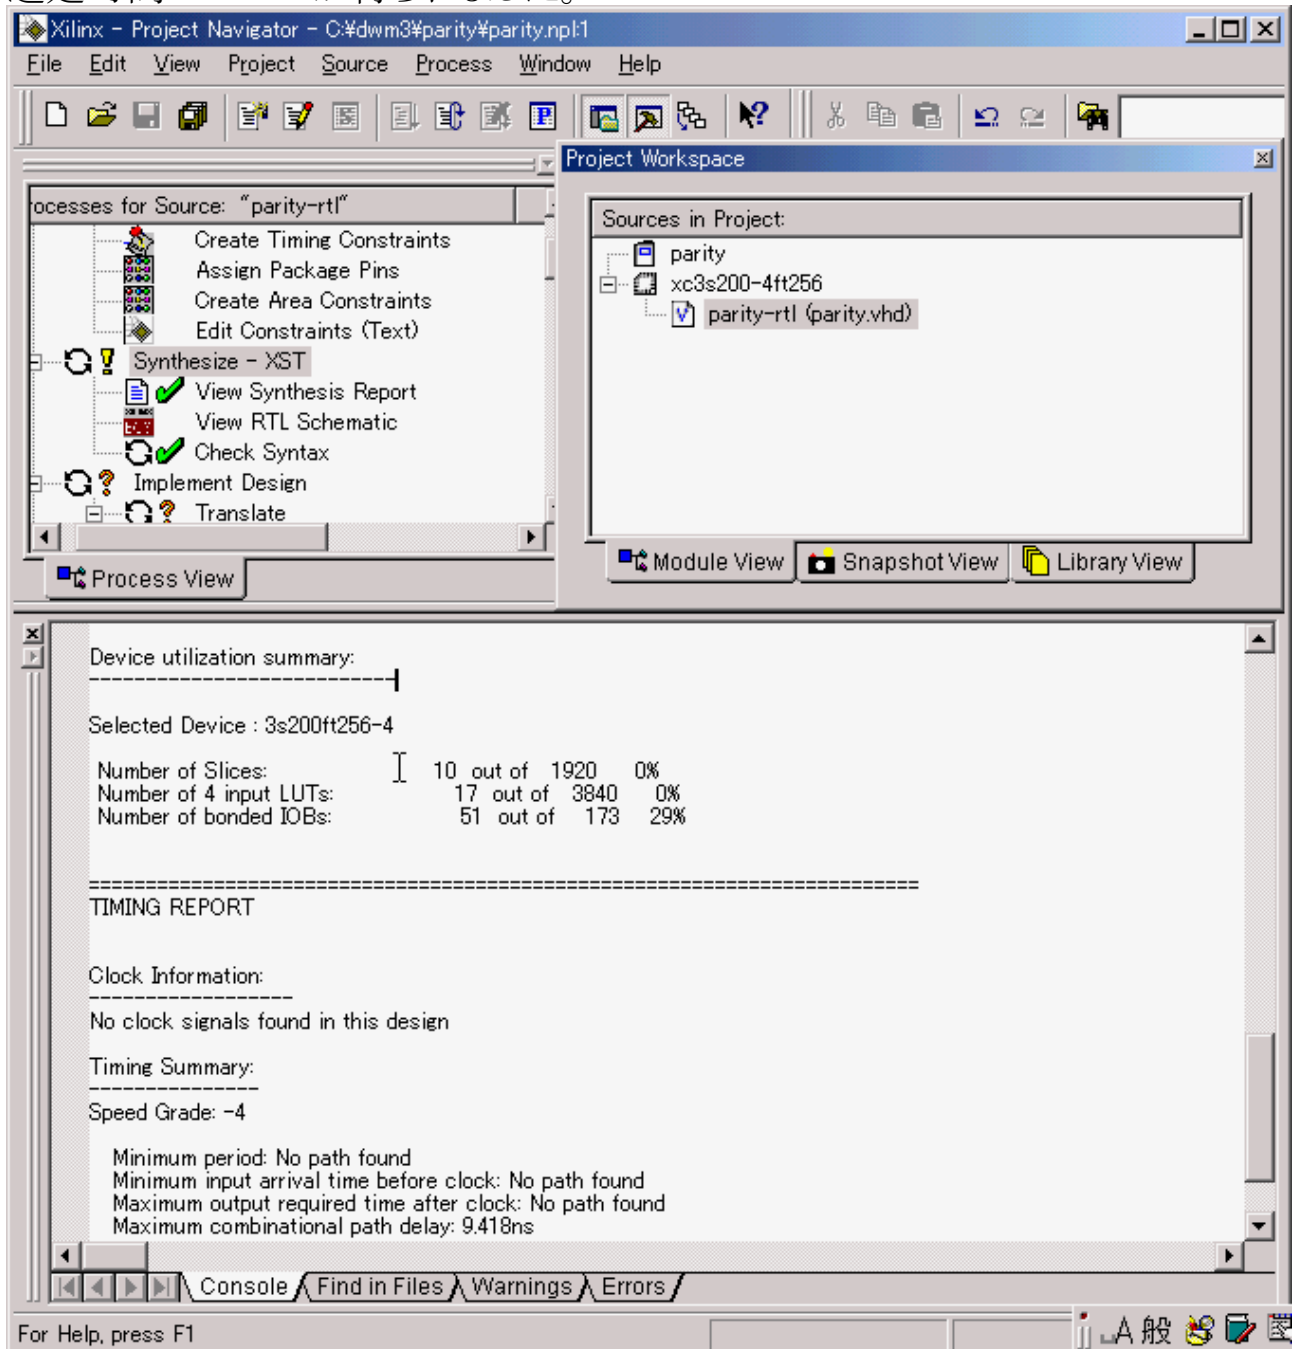 Xilinx - Project Navigator - C:¥dwm3¥parity¥parity.npl:1
File Edit View Project Source Process Window Help
Project Workspace
ocesses for Source: "parity-rtl"
Create Timing Constraints
Assign Package Pins
Create Area Constraints
Edit Constraints (Text)
Synthesize - XST
View Synthesis Report
View RTL Schematic
Check Syntax
Implement Design
Translate
Process View
Sources in Project:
parity
xc3s200-4ft256
parity-rtl (parity.vhd)
Module View Snapshot View Library View
Device utilization summary:
---------------------------
Selected Device : 3s200ft256-4
Number of Slices: 10 out of 1920 0%
Number of 4 input LUTs: 17 out of 3840 0%
Number of bonded IOBs: 51 out of 173 29%
=========================================================================
TIMING REPORT
Clock Information:
------------------
No clock signals found in this design
Timing Summary:
---------------
Speed Grade: -4
Minimum period: No path found
Minimum input arrival time before clock: No path found
Maximum output required time after clock: No path found
Maximum combinational path delay: 9.418ns
Console Find in Files Warnings Errors
For Help, press F1
A 般